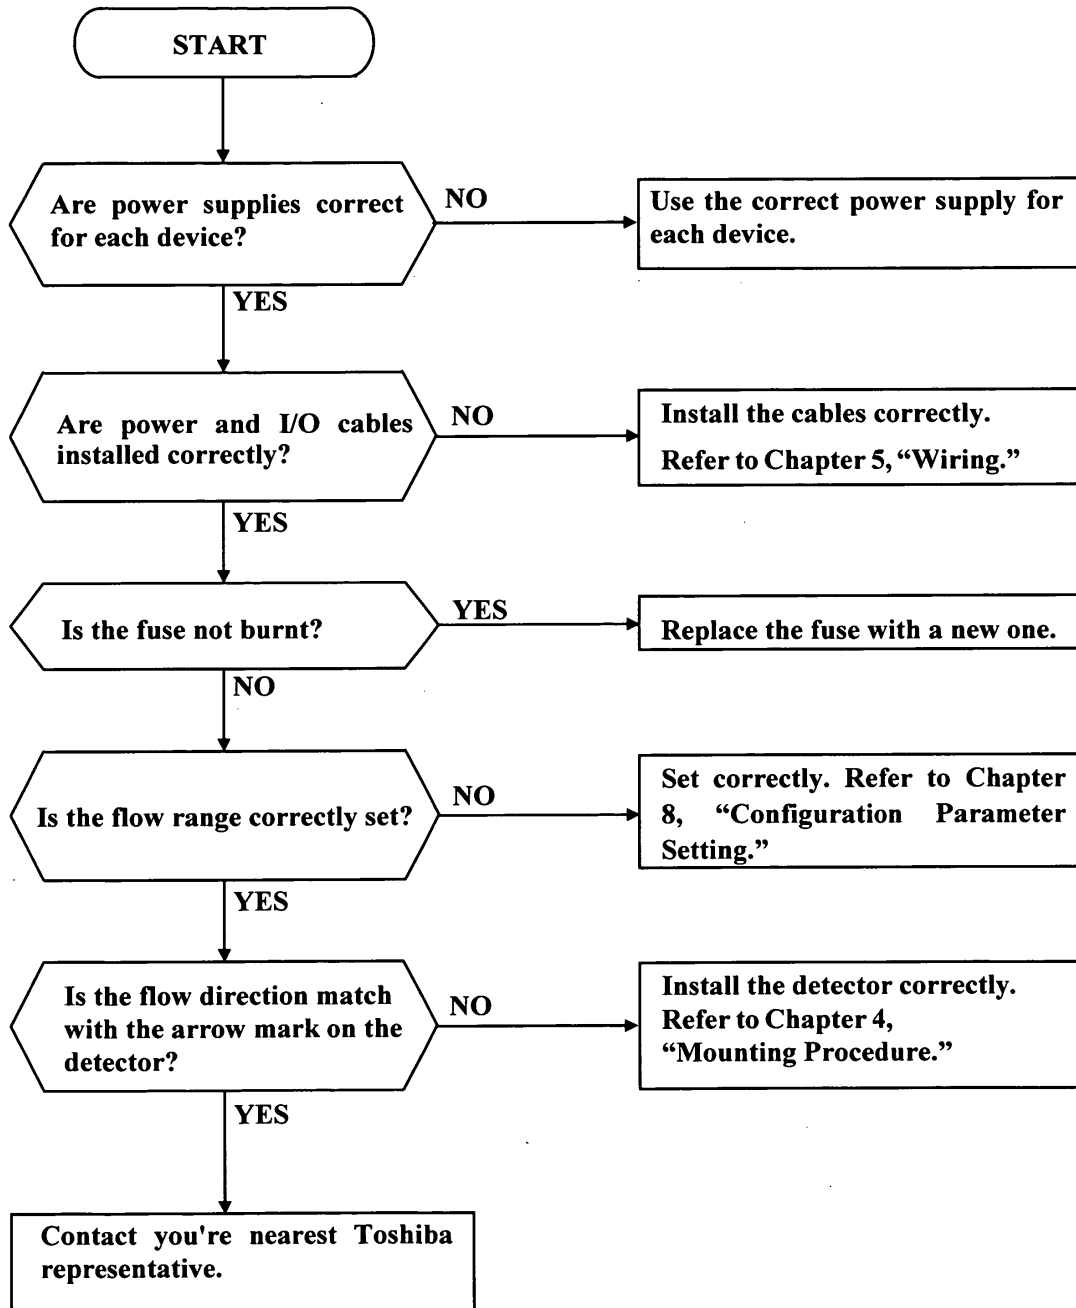 START
Are power supplies correct
for each device?
NO
Use the correct power supply for
each device.
YES
Are power and I/O cables
installed correctly?
NO
Install the cables correctly.
Refer to Chapter 5, “Wiring.”
YES
Is the fuse not burnt?
YES
Replace the fuse with a new one.
NO
Is the flow range correctly set?
NO
Set correctly. Refer to Chapter
8, “Configuration Parameter
Setting.”
YES
Is the flow direction match
with the arrow mark on the
detector?
NO
Install the detector correctly.
Refer to Chapter 4,
“Mounting Procedure.”
YES
Contact you're nearest Toshiba
representative.